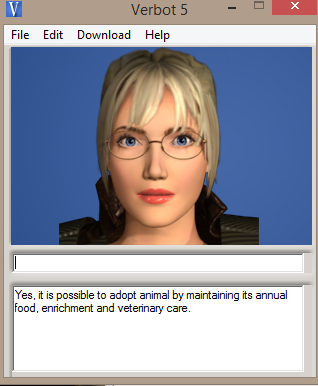 V Verbot 5
File Edit Download Help
Yes, it is possible to adopt animal by maintaining its annual
food, enrichment and veterinary care.